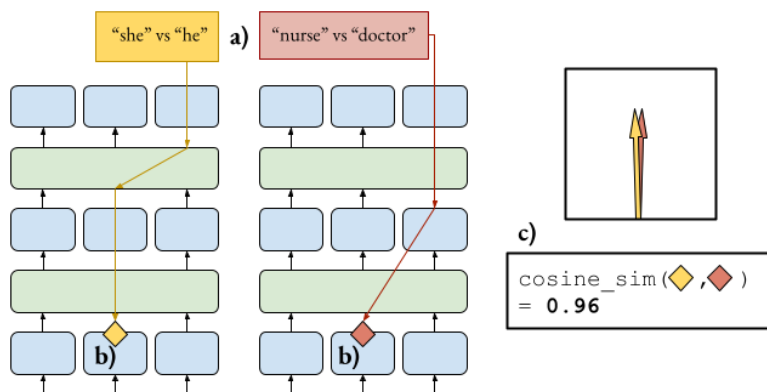 “she” vs “he”
a)
“nurse” vs “doctor”
b)
b)
c)
cosine_sim( , )
= 0.96